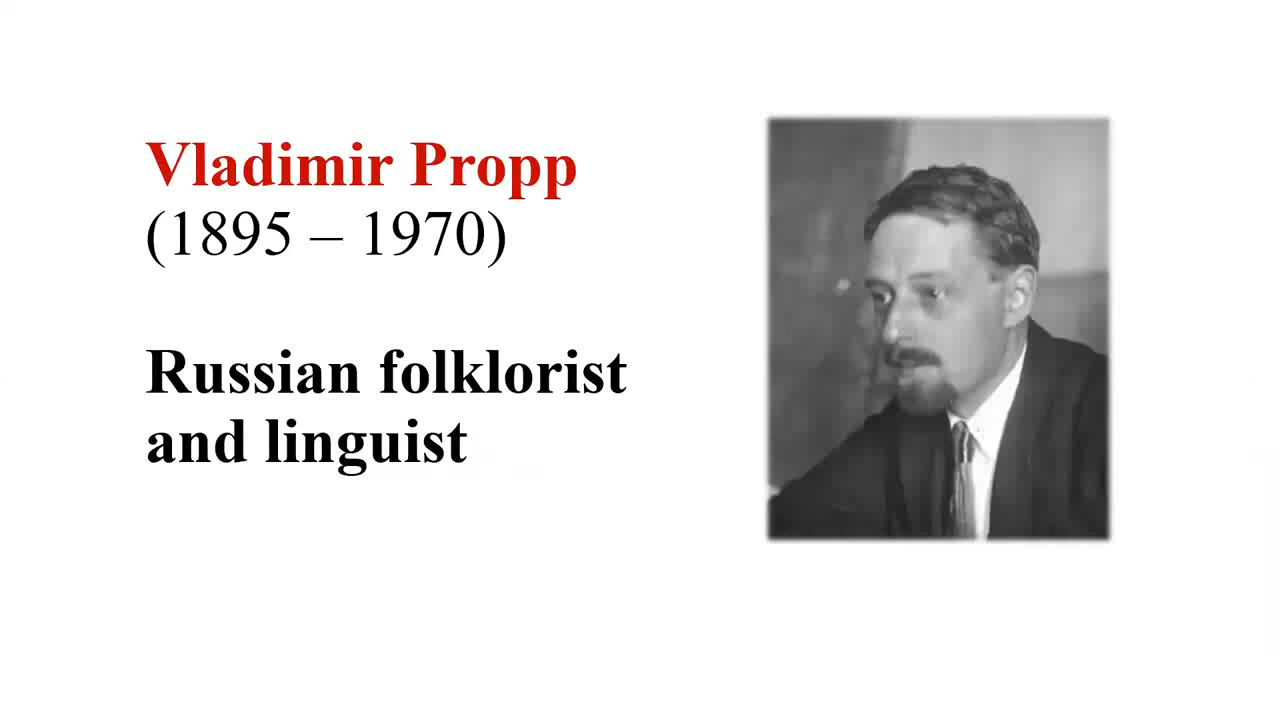 Vladimir Propp
(1895 – 1970)
Russian folklorist
and linguist